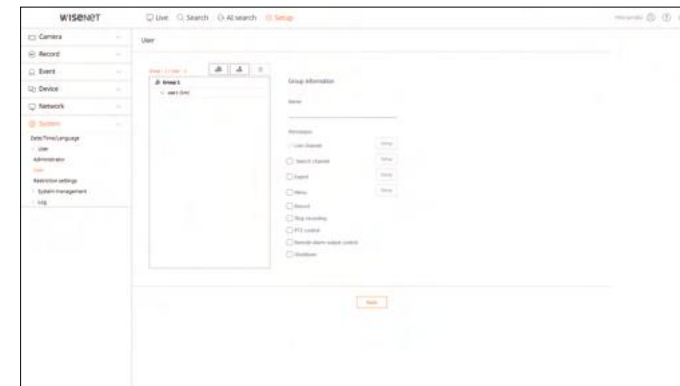 WISENET
Live Search AI search Setup
Camera
Record
Event
Device
Network
System
Date/Time/Language
User
Administrator
User
Restriction settings
System management
Log
User
Group 1
Group Information
Name
Permission
Live channel
Setup
Search channel
Setup
Export
Setup
Menu
Setup
Record
Stop recording
PTZ control
Remote alarm output control
Shutdown